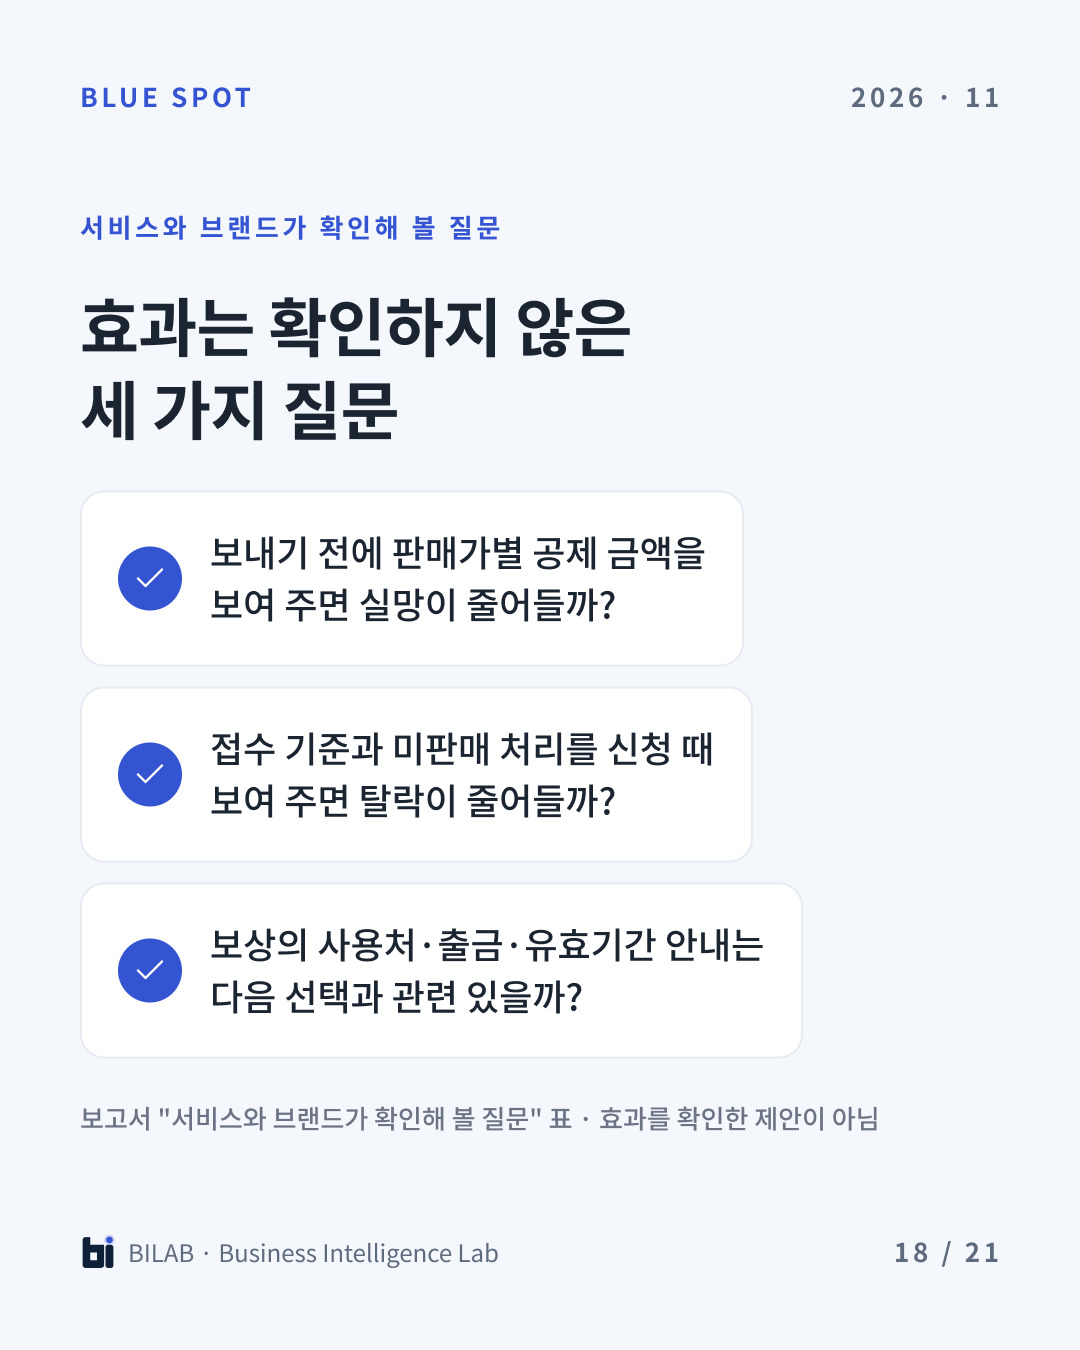 BLUE SPOT
2026 · 11
서비스와 브랜드가 확인해 볼 질문
효과는 확인하지 않은
세 가지 질문
보내기 전에 판매가별 공제 금액을
보여 주면 실망이 줄어들까?
접수 기준과 미판매 처리를 신청 때
보여 주면 탈락이 줄어들까?
보상의 사용처·출금·유효기간 안내는
다음 선택과 관련 있을까?
보고서 "서비스와 브랜드가 확인해 볼 질문" 표 · 효과를 확인한 제안이 아님
bi BILAB · Business Intelligence Lab
18 / 21